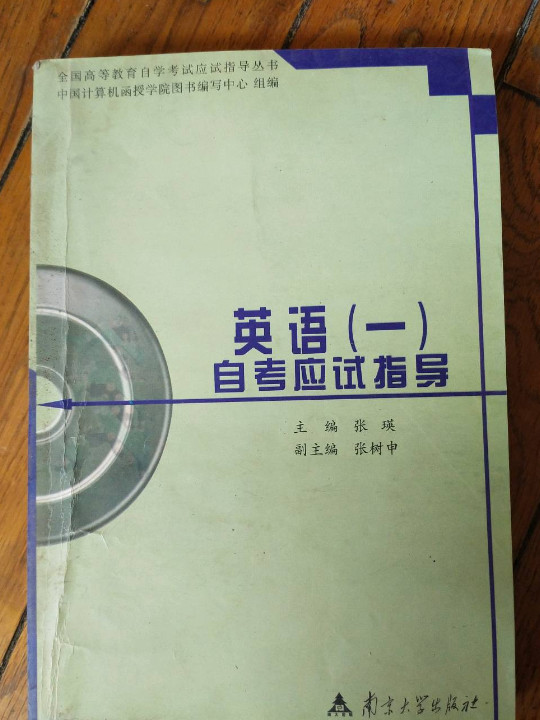 全国高等教育自学考试应试指导丛书
中国计算机函授学院图书编写中心 组编
英语(一)
自考应试指导
主 编 张 瑛
副主编 张树申
南京大学出版社